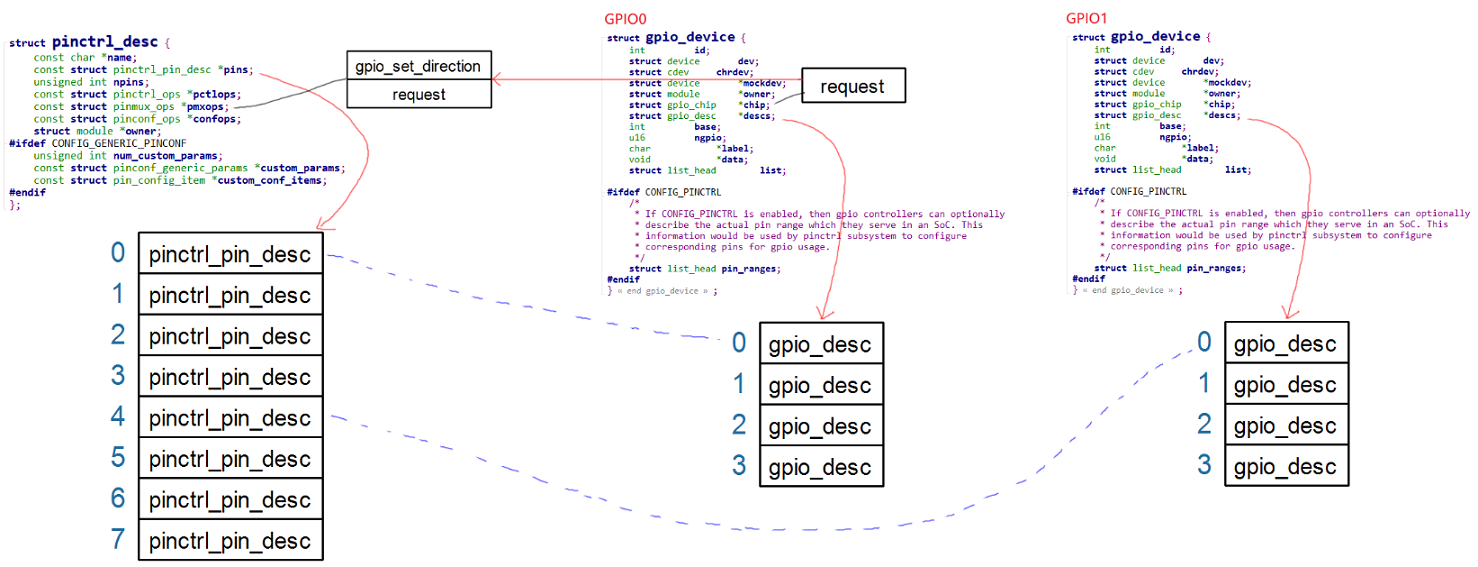 struct pinctrl_desc {
const char *name;
const struct pinctrl_pin_desc *pins;
unsigned int npins;
const struct pinctrl_ops *pctlops;
const struct pinmux_ops *pmxops;
const struct pinconf_ops *confops;
struct module *owner;
#ifdef CONFIG_GENERIC_PINCONF
unsigned int num_custom_params;
const struct pinconf_generic_params *custom_params;
const struct pin_config_item *custom_conf_items;
#endif
};
gpio_set_direction
request
0 pinctrl_pin_desc
1 pinctrl_pin_desc
2 pinctrl_pin_desc
3 pinctrl_pin_desc
4 pinctrl_pin_desc
5 pinctrl_pin_desc
6 pinctrl_pin_desc
7 pinctrl_pin_desc
GPIO0
struct gpio_device {
int id;
struct device dev;
struct cdev chrdev;
struct device *mockdev;
struct module *owner;
struct gpio_chip *chip;
struct gpio_desc *descs;
int base;
u16 ngpio;
char *label;
void *data;
struct list_head list;
#ifdef CONFIG_PINCTRL
/*
* If CONFIG_PINCTRL is enabled, then gpio controllers can optionally
* describe the actual pin range which they serve in an SoC. This
* information would be used by pinctrl subsystem to configure
* corresponding pins for gpio usage.
*/
struct list_head pin_ranges;
#endif
} « end gpio_device » ;
request
0 gpio_desc
1 gpio_desc
2 gpio_desc
3 gpio_desc
GPIO1
struct gpio_device {
int id;
struct device dev;
struct cdev chrdev;
struct device *mockdev;
struct module *owner;
struct gpio_chip *chip;
struct gpio_desc *descs;
int base;
u16 ngpio;
char *label;
void *data;
struct list_head list;
#ifdef CONFIG_PINCTRL
/*
* If CONFIG_PINCTRL is enabled, then gpio controllers can optionally
* describe the actual pin range which they serve in an SoC. This
* information would be used by pinctrl subsystem to configure
* corresponding pins for gpio usage.
*/
struct list_head pin_ranges;
#endif
} « end gpio_device » ;
0 gpio_desc
1 gpio_desc
2 gpio_desc
3 gpio_desc